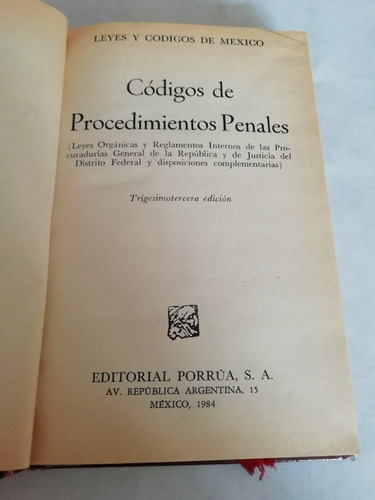 LEYES Y CODIGOS DE MEXICO
Códigos de
Procedimientos Penales
(Leyes Orgánicas y Reglamentos Internos de las Pro-
curadurías General de la República y de Justicia del
Distrito Federal y disposiciones complementarias)
Trigesimotercera edición
EDITORIAL PORRÚA, S. A.
AV. REPÚBLICA ARGENTINA, 15
MÉXICO, 1984